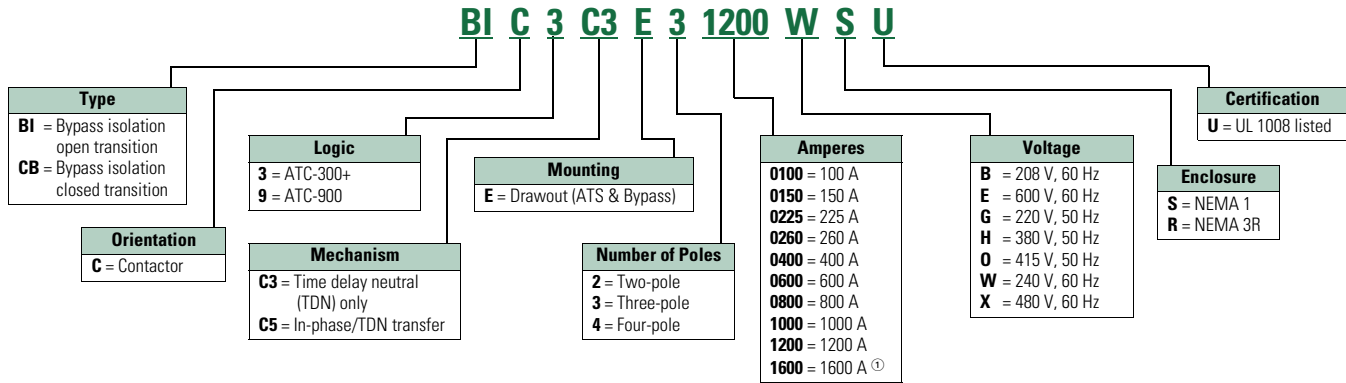 BI C 3 C3 E 3 1200 W S U
Type
BI = Bypass isolation
open transition
CB = Bypass isolation
closed transition
Orientation
C = Contactor
Logic
3 = ATC-300+
9 = ATC-900
Mechanism
C3 = Time delay neutral
(TDN) only
C5 = In-phase/TDN transfer
Mounting
E = Drawout (ATS & Bypass)
Number of Poles
2 = Two-pole
3 = Three-pole
4 = Four-pole
Amperes
0100 = 100 A
0150 = 150 A
0225 = 225 A
0260 = 260 A
0400 = 400 A
0600 = 600 A
0800 = 800 A
1000 = 1000 A
1200 = 1200 A
1600 = 1600 A ①
Voltage
B = 208 V, 60 Hz
E = 600 V, 60 Hz
G = 220 V, 50 Hz
H = 380 V, 50 Hz
O = 415 V, 50 Hz
W = 240 V, 60 Hz
X = 480 V, 60 Hz
Enclosure
S = NEMA 1
R = NEMA 3R
Certification
U = UL 1008 listed